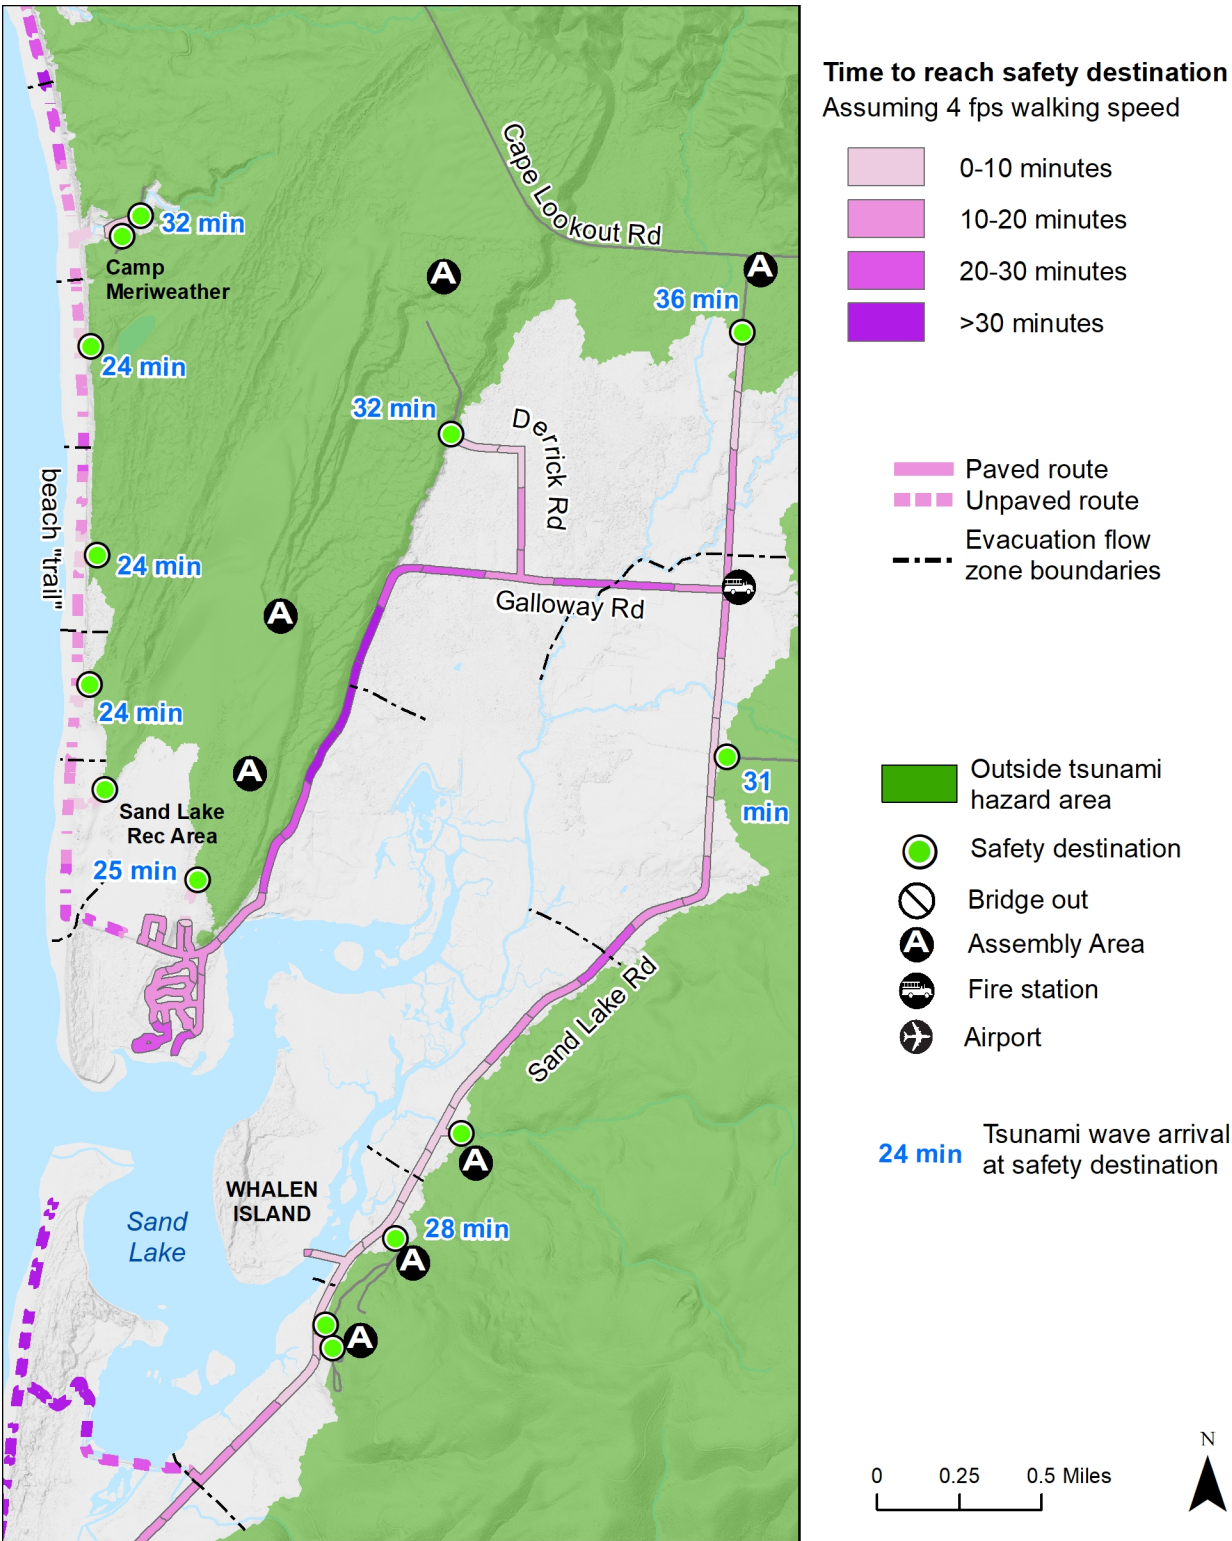 Cape Lookout Rd
32 min
Camp
Meriweather
A
A
36 min
24 min
32 min
Derrick Rd
beach "trail"
24 min
Galloway Rd
A
24 min
A
31
min
Sand Lake
Rec Area
25 min
Sand Lake Rd
A
WHALEN
ISLAND
Sand
Lake
28 min
A
A
Time to reach safety destination
Assuming 4 fps walking speed
0-10 minutes
10-20 minutes
20-30 minutes
>30 minutes
Paved route
Unpaved route
Evacuation flow
zone boundaries
Outside tsunami
hazard area
Safety destination
Bridge out
A
Assembly Area
Fire station
Airport
24 min
Tsunami wave arrival
at safety destination
N
0 0.25 0.5 Miles